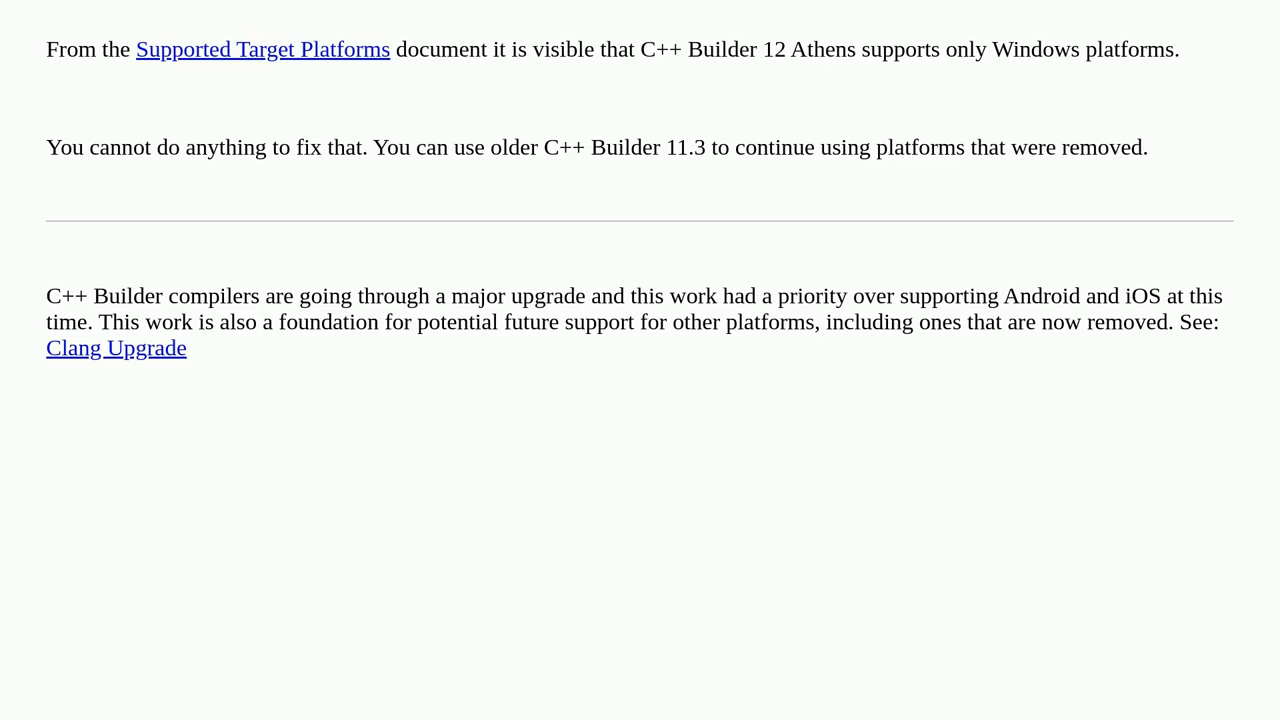 From the Supported Target Platforms document it is visible that C++ Builder 12 Athens supports only Windows platforms.
You cannot do anything to fix that. You can use older C++ Builder 11.3 to continue using platforms that were removed.
C++ Builder compilers are going through a major upgrade and this work had a priority over supporting Android and iOS at this
time. This work is also a foundation for potential future support for other platforms, including ones that are now removed. See:
Clang Upgrade